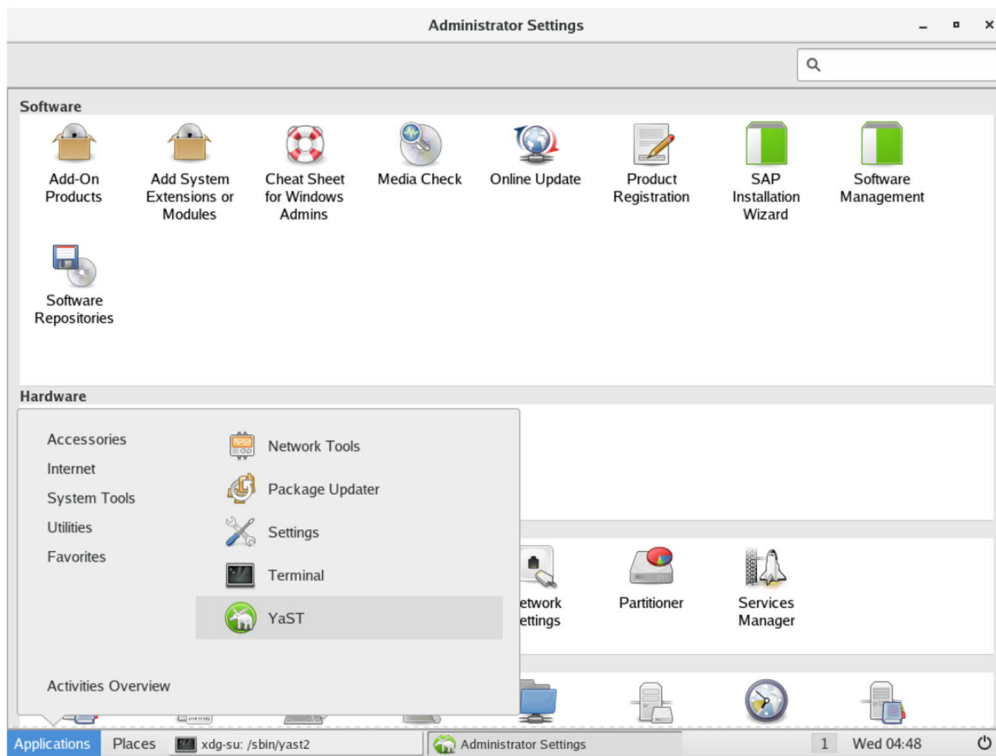 Administrator Settings
Software
Add-On
Products
Add System
Extensions or
Modules
Cheat Sheet
for Windows
Admins
Media Check
Online Update
Product
Registration
SAP
Installation
Wizard
Software
Management
Software
Repositories
Hardware
Accessories
Internet
System Tools
Utilities
Favorites
Network Tools
Package Updater
Settings
Terminal
YaST
Activities Overview
etwork
ettings
Partitioner
Services
Manager
Applications
Places
xdg-su: /sbin/yast2
Administrator Settings
1
Wed 04:48